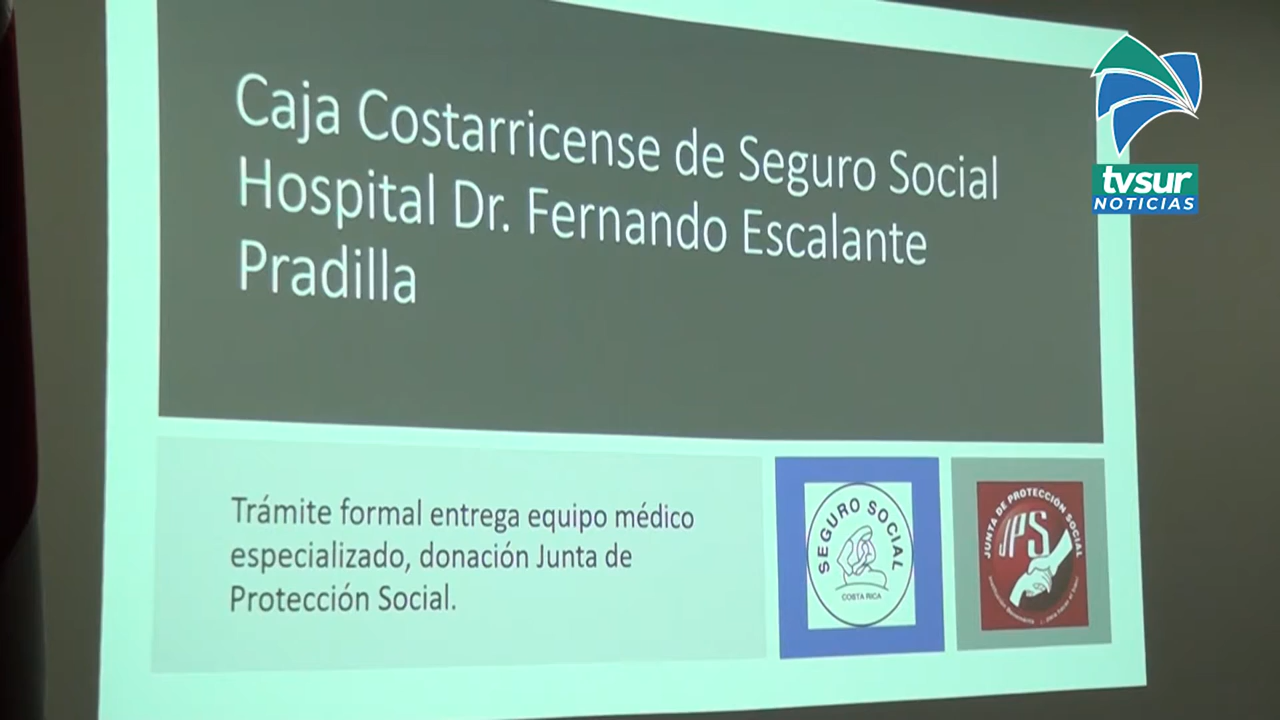 Caja Costarricense de Seguro Social
Hospital Dr. Fernando Escalante
Pradilla
tvsur
NOTICIAS
Trámite formal entrega equipo médico
especializado, donación Junta de
Protección Social.
SEGURO SOCIAL
COSTA RICA
JUNTA DE PROTECCIÓN SOCIAL
JPS